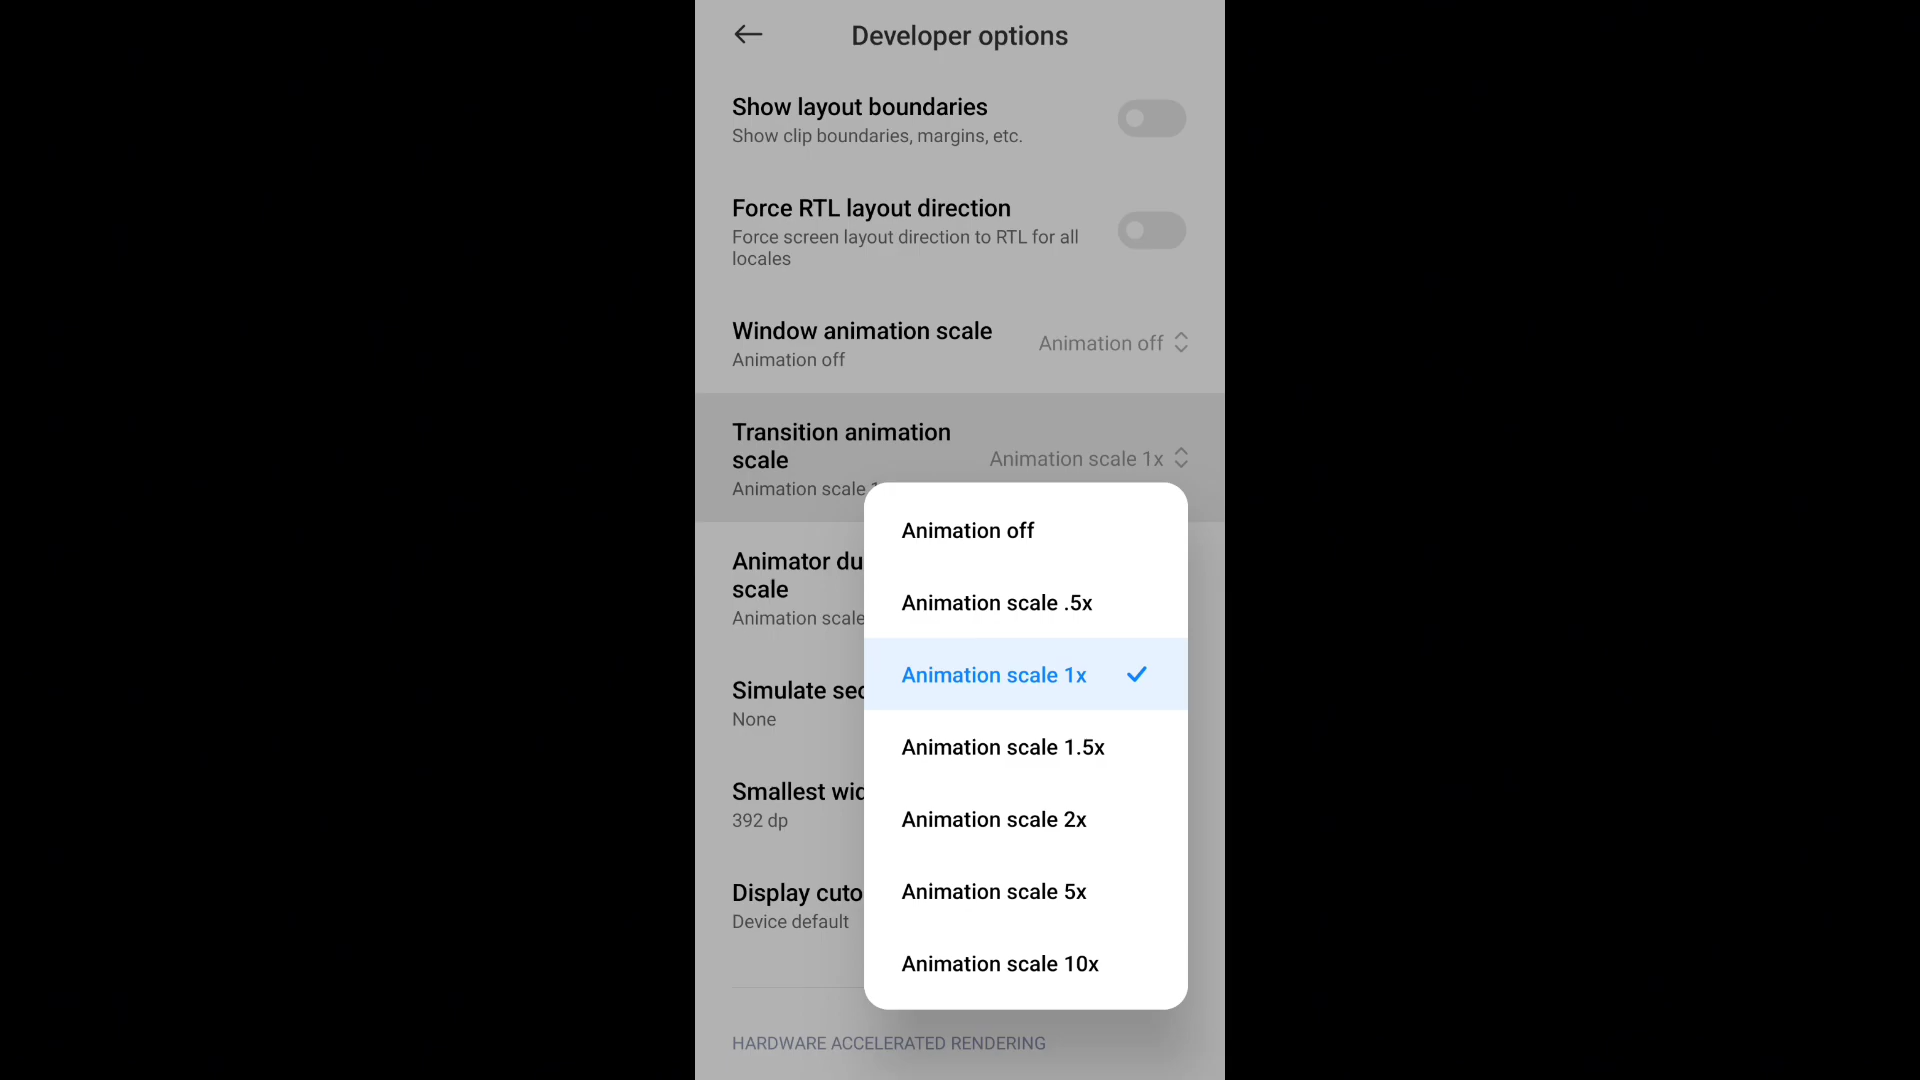 Developer options
Show layout boundaries
Show clip boundaries, margins, etc.
Force RTL layout direction
Force screen layout direction to RTL for all
locales
Window animation scale
Animation off
Animation off
Transition animation
scale
Animation scale 1x
Animation scale
Animation off
Animation scale .5x
Animation scale 1x
Animation scale 1.5x
Animation scale 2x
Animation scale 5x
Animation scale 10x
Animator du
scale
Animation scale
Simulate sec
None
Smallest wid
392 dp
Display cuto
Device default
HARDWARE ACCELERATED RENDERING